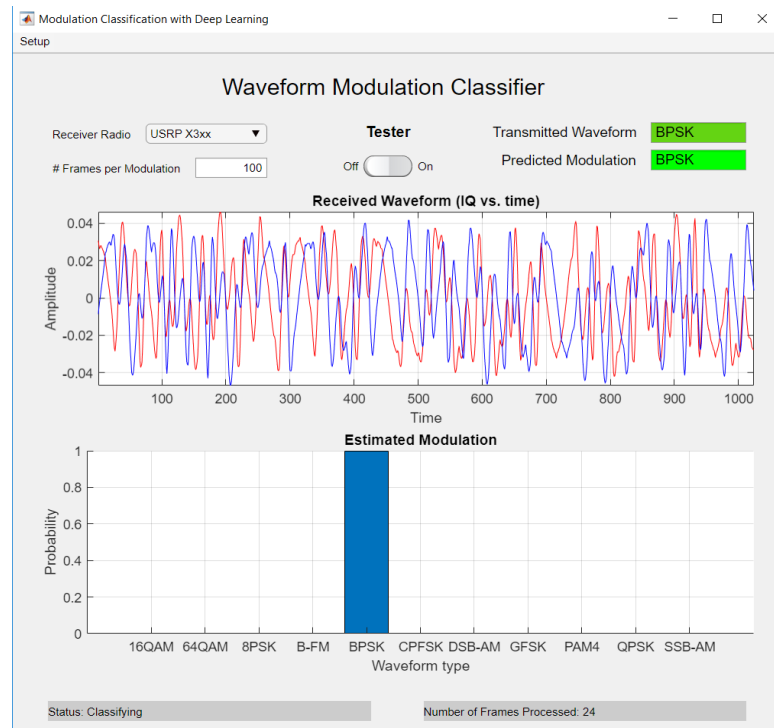 Modulation Classification with Deep Learning
Setup
Waveform Modulation Classifier
Receiver Radio USRP X3xx
Tester
Transmitted Waveform BPSK
# Frames per Modulation 100
Off On
Predicted Modulation BPSK
Received Waveform (IQ vs. time)
0.04
0.02
0
-0.02
-0.04
Amplitude
100 200 300 400 500 600 700 800 900 1000
Time
Estimated Modulation
1
0.8
0.6
0.4
0.2
0
Probability
16QAM 64QAM 8PSK B-FM BPSK CPFSK DSB-AM GFSK PAM4 QPSK SSB-AM
Waveform type
Status: Classifying
Number of Frames Processed: 24